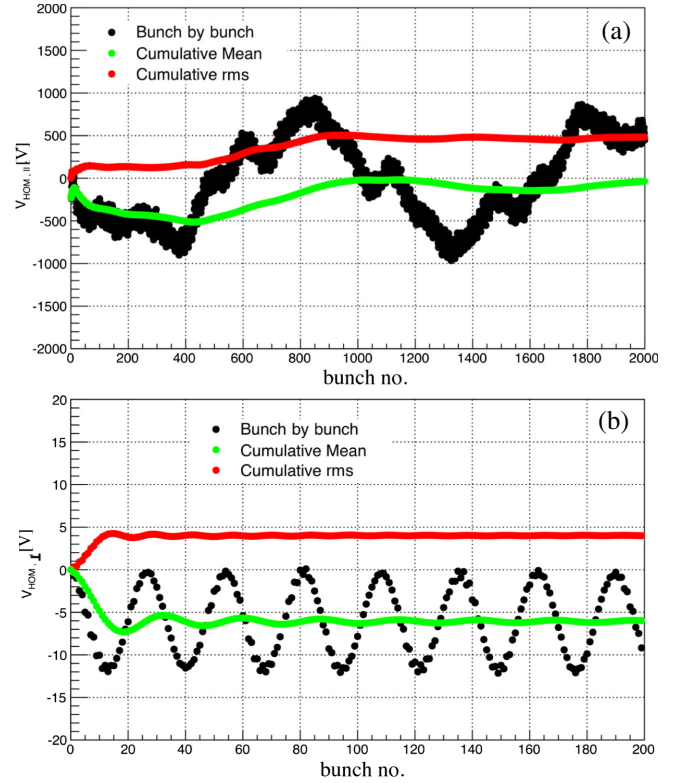 (a)
Bunch by bunch
Cumulative Mean
Cumulative rms
V HOM, II [V]
2000
1500
1000
500
0
-500
-1000
-1500
-2000
0 200 400 600 800 1000 1200 1400 1600 1800 2000
bunch no.
(b)
Bunch by bunch
Cumulative Mean
Cumulative rms
V HOM, r [V]
20
15
10
5
0
-5
-10
-15
-20
0 20 40 60 80 100 120 140 160 180 200
bunch no.